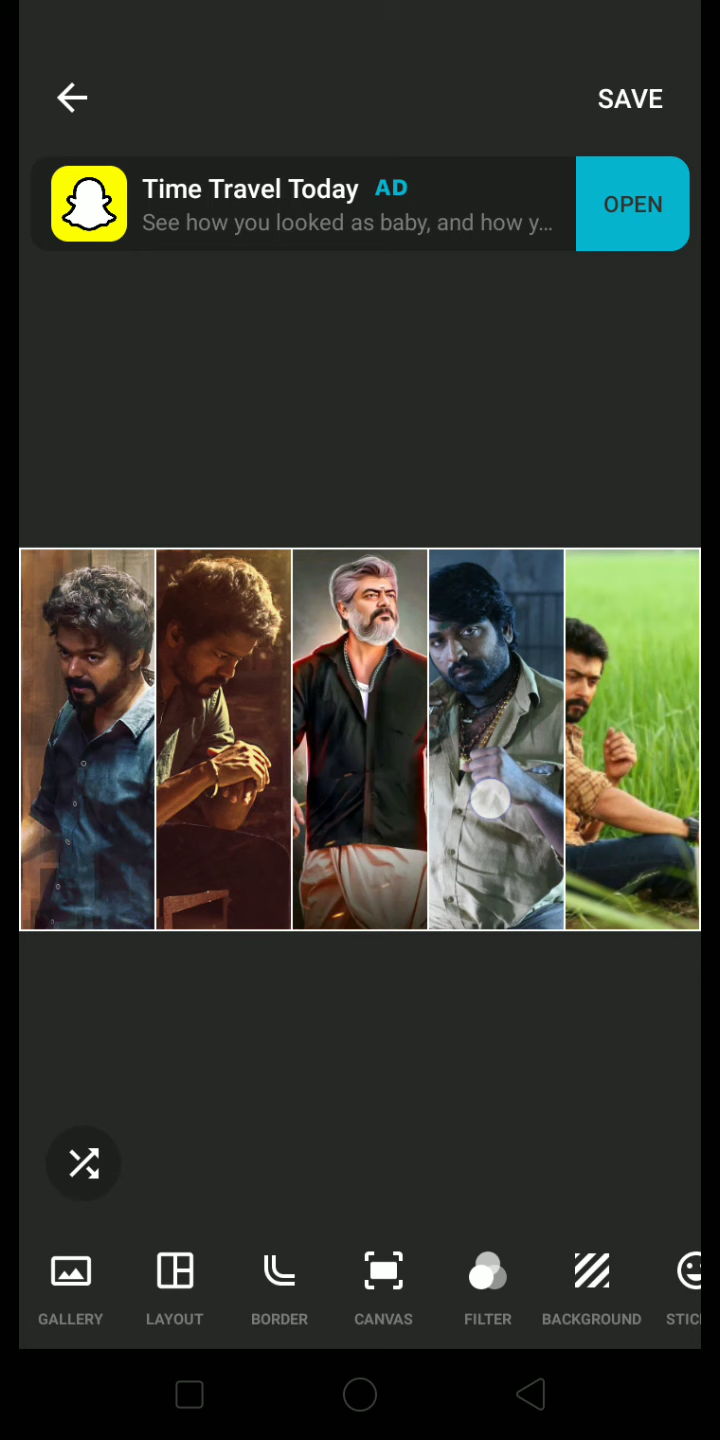 SAVE
Time Travel Today AD
See how you looked as baby, and how y...
OPEN
GALLERY LAYOUT BORDER CANVAS FILTER BACKGROUND STIC